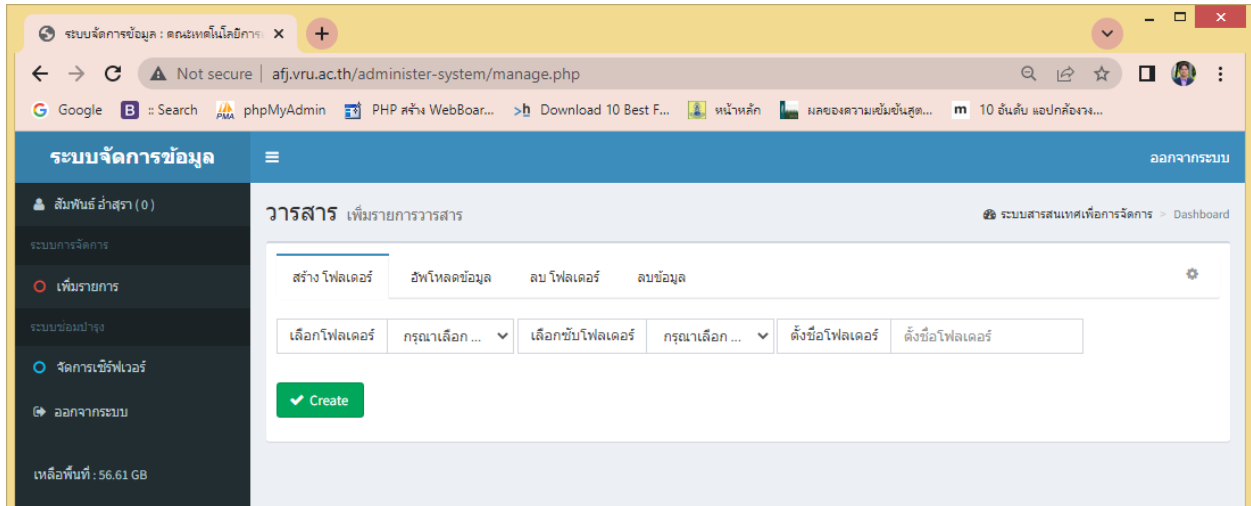 ระบบจัดการข้อมูล : คณะเทคโนโลยีการ
Not secure afj.vru.ac.th/administer-system/manage.php
Google B :: Search phpMyAdmin PHP สร้าง WebBoar... >h Download 10 Best F... หน้าหลัก ผลของความเข้มข้นสูต... m 10 อันดับ แอปกล้องวง...
ระบบจัดการข้อมูล ออกจากระบบ
สัมพันธ์ อ่ำสุรา ( 0 )
วารสาร เพิ่มรายการวารสาร ระบบสารสนเทศเพื่อการจัดการ > Dashboard
ระบบการจัดการ
เพิ่มรายการ
ระบบซ่อมบำรุง
จัดการเซิร์ฟเวอร์
ออกจากระบบ
เหลือพื้นที่ : 56.61 GB
สร้าง โฟลเดอร์ อัพโหลดข้อมูล ลบ โฟลเดอร์ ลบข้อมูล
เลือกโฟลเดอร์ กรุณาเลือก ... เลือกซับโฟลเดอร์ กรุณาเลือก ... ตั้งชื่อโฟลเดอร์ ตั้งชื่อโฟลเดอร์
Create